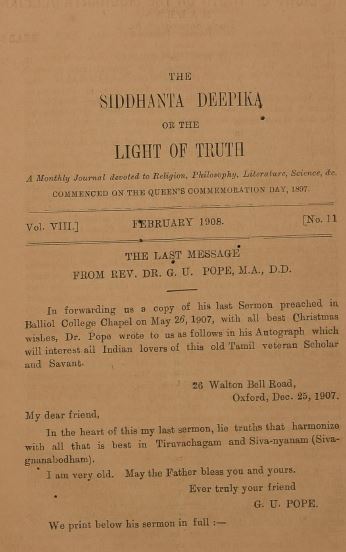 THE
SIDDHANTA DEEPIKA
OR THE
LIGHT OF TRUTH
A Monthly Journal devoted to Religion, Philosophy, Literature, Science, &c.
COMMENCED ON THE QUEEN'S COMMEMORATION DAY, 1897.
Vol. VIII.] FEBRUARY 1908. [No. 11
THE LAST MESSAGE
FROM REV. DR. G. U. POPE, M.A., D.D.
In forwarding us a copy of his last Sermon preached in
Balliol College Chapel on May 26, 1907, with all best Christmas
wishes, Dr. Pope wrote to us as follows in his Autograph which
will interest all Indian lovers of this old Tamil veteran Scholar
and Savant.
26 Walton Bell Road,
Oxford, Dec. 25, 1907.
My dear friend,
In the heart of this my last sermon, lie truths that harmonize
with all that is best in Tiruvachagam and Siva-nyanam (Siva-
gnanabodham).
I am very old. May the Father bless you and yours.
Ever truly your friend
G. U. POPE.
We print below his sermon in full :—